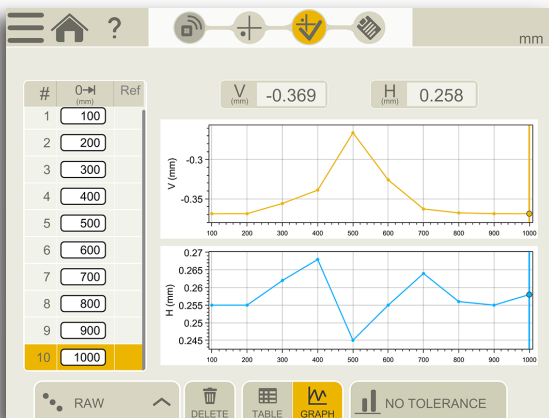 ?
mm
# 0 (mm) Ref
V (mm) -0.369
H (mm) 0.258
1 100
2 200
3 300
4 400
5 500
6 600
7 700
8 800
9 900
10 1000
V (mm)
-0.3
-0.35
100 200 300 400 500 600 700 800 900 1000
H (mm)
0.27
0.265
0.26
0.255
0.25
0.245
100 200 300 400 500 600 700 800 900 1000
RAW
DELETE
TABLE
GRAPH
NO TOLERANCE